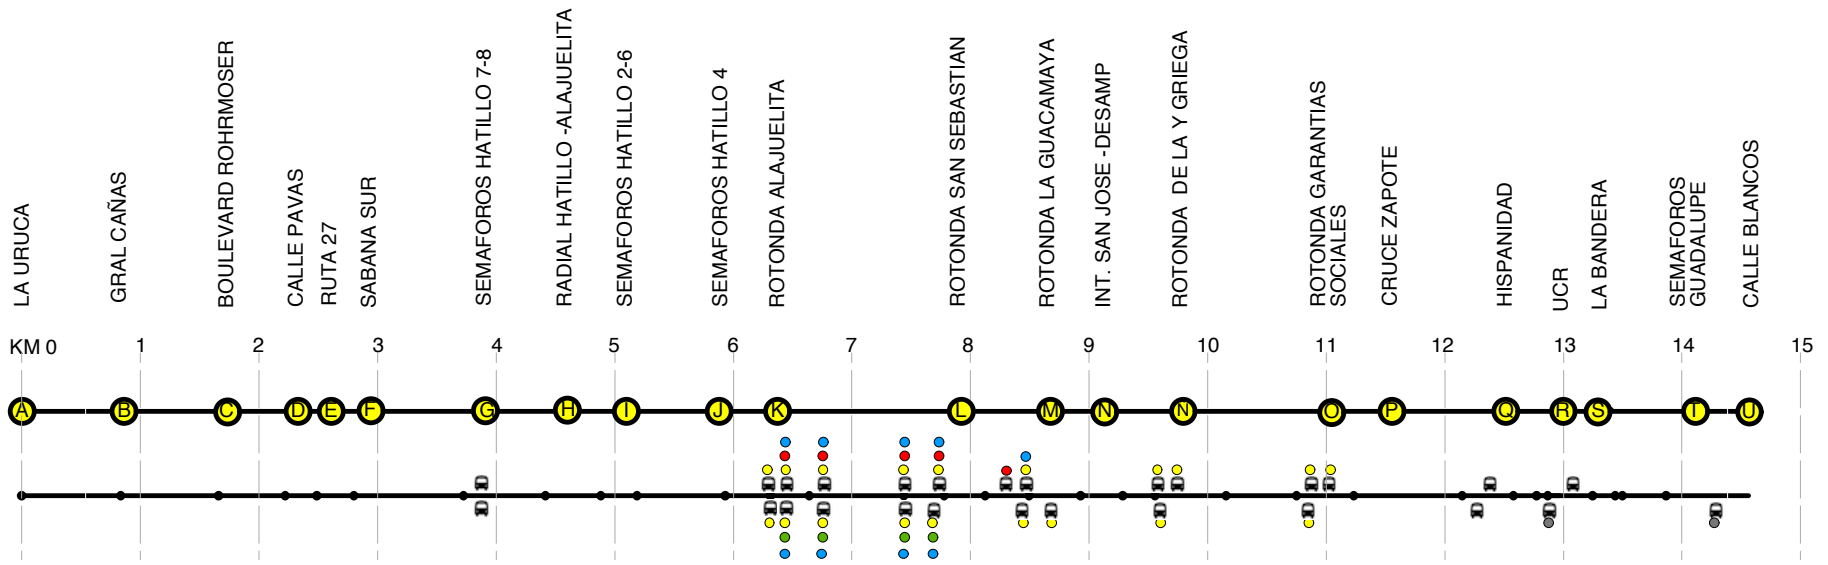 LA URUCA
GRAL CAÑAS
BOULEVARD ROHRMOSER
CALLE PAVAS
RUTA 27
SABANA SUR
SEMAFOROS HATILLO 7-8
RADIAL HATILLO -ALAJUELITA
SEMAFOROS HATILLO 2-6
SEMAFOROS HATILLO 4
ROTONDA ALAJUELITA
ROTONDA SAN SEBASTIAN
ROTONDA LA GUACAMAYA
INT. SAN JOSE -DESAMP
ROTONDA DE LA Y GRIEGA
ROTONDA GARANTIAS
SOCIALES
CRUCE ZAPOTE
HISPANIDAD
UCR
LA BANDERA
SEMAFOROS
GUADALUPE
CALLE BLANCOS
KM 0 1 2 3 4 5 6 7 8 9 10 11 12 13 14 15
A B C D E F G H I J K L M N N O P Q R S T U